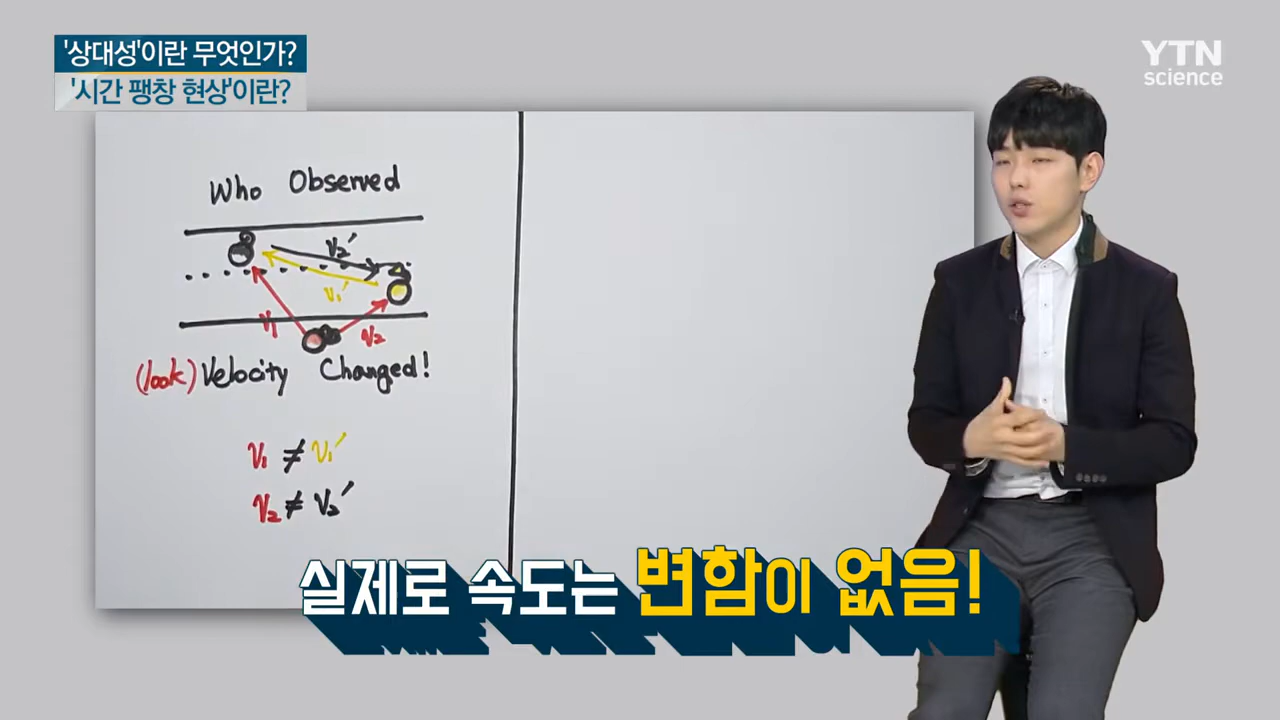 '상대성'이란 무엇인가?
'시간 팽창 현상'이란?
YTN
science
Who Observed
V₂′
V₁′
V₁
V₂
(look) Velocity Changed!
V₁ ≠ V₁′
V₂ ≠ V₂′
실제로 속도는 변함이 없음!